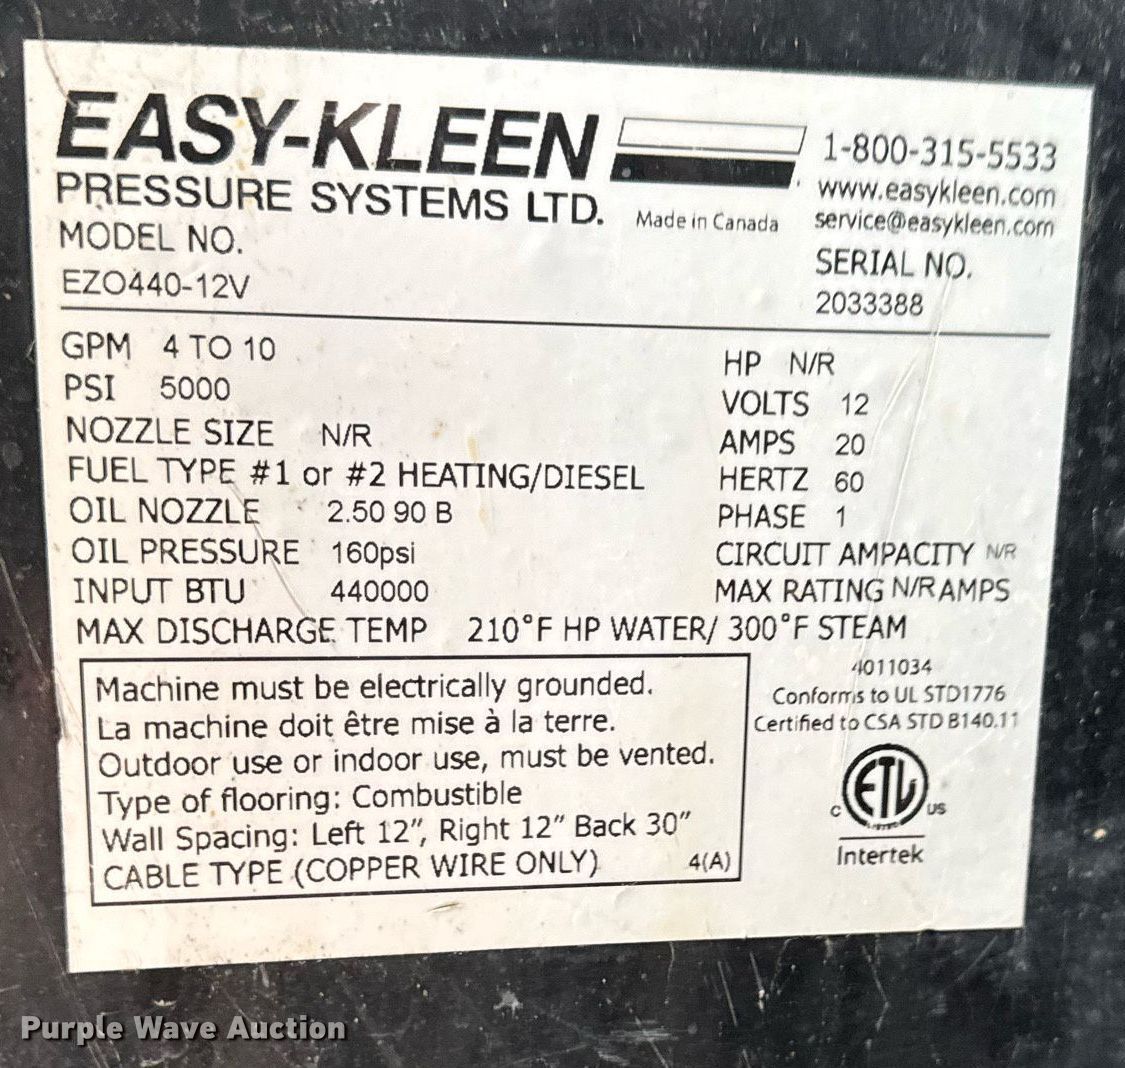 EASY-KLEEN
PRESSURE SYSTEMS LTD.
Made in Canada
1-800-315-5533
www.easykleen.com
service@easykleen.com
MODEL NO.
EZO440-12V
SERIAL NO.
2033388
GPM 4 TO 10
PSI 5000
NOZZLE SIZE N/R
FUEL TYPE #1 or #2 HEATING/DIESEL
OIL NOZZLE 2.50 90 B
OIL PRESSURE 160psi
INPUT BTU 440000
HP N/R
VOLTS 12
AMPS 20
HERTZ 60
PHASE 1
CIRCUIT AMPACITY N/R
MAX RATING N/R AMPS
MAX DISCHARGE TEMP 210°F HP WATER/ 300°F STEAM
Machine must be electrically grounded.
La machine doit être mise à la terre.
Outdoor use or indoor use, must be vented.
Type of flooring: Combustible
Wall Spacing: Left 12", Right 12" Back 30"
CABLE TYPE (COPPER WIRE ONLY) 4(A)
4011034
Conforms to UL STD1776
Certified to CSA STD B140.11
C ETL US
LISTED
Intertek
Purple Wave Auction